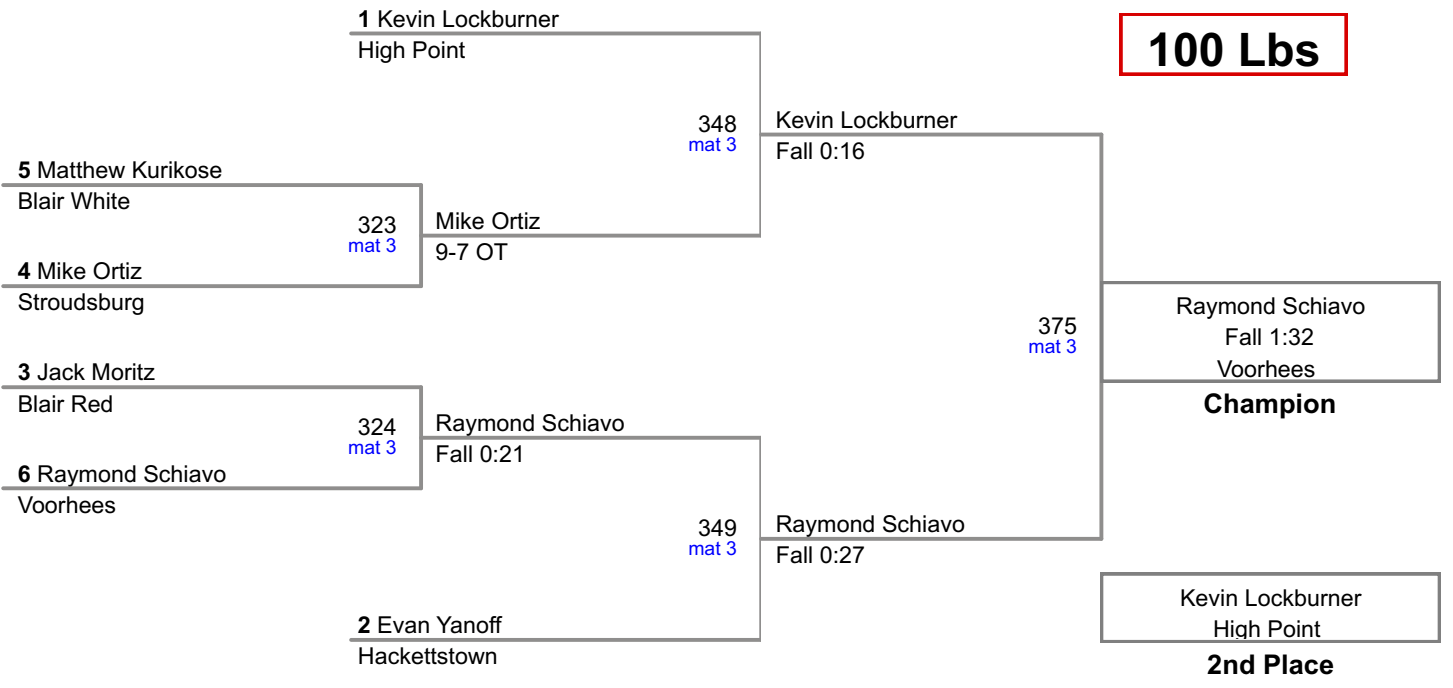 1 Kevin Lockburner
High Point
100 Lbs
348
mat 3
Kevin Lockburner
Fall 0:16
5 Matthew Kurikose
Blair White
323
mat 3
Mike Ortiz
9-7 OT
4 Mike Ortiz
Stroudsburg
375
mat 3
Raymond Schiavo
Fall 1:32
Voorhees
Champion
3 Jack Moritz
Blair Red
324
mat 3
Raymond Schiavo
Fall 0:21
6 Raymond Schiavo
Voorhees
349
mat 3
Raymond Schiavo
Fall 0:27
2 Evan Yanoff
Hackettstown
Kevin Lockburner
High Point
2nd Place